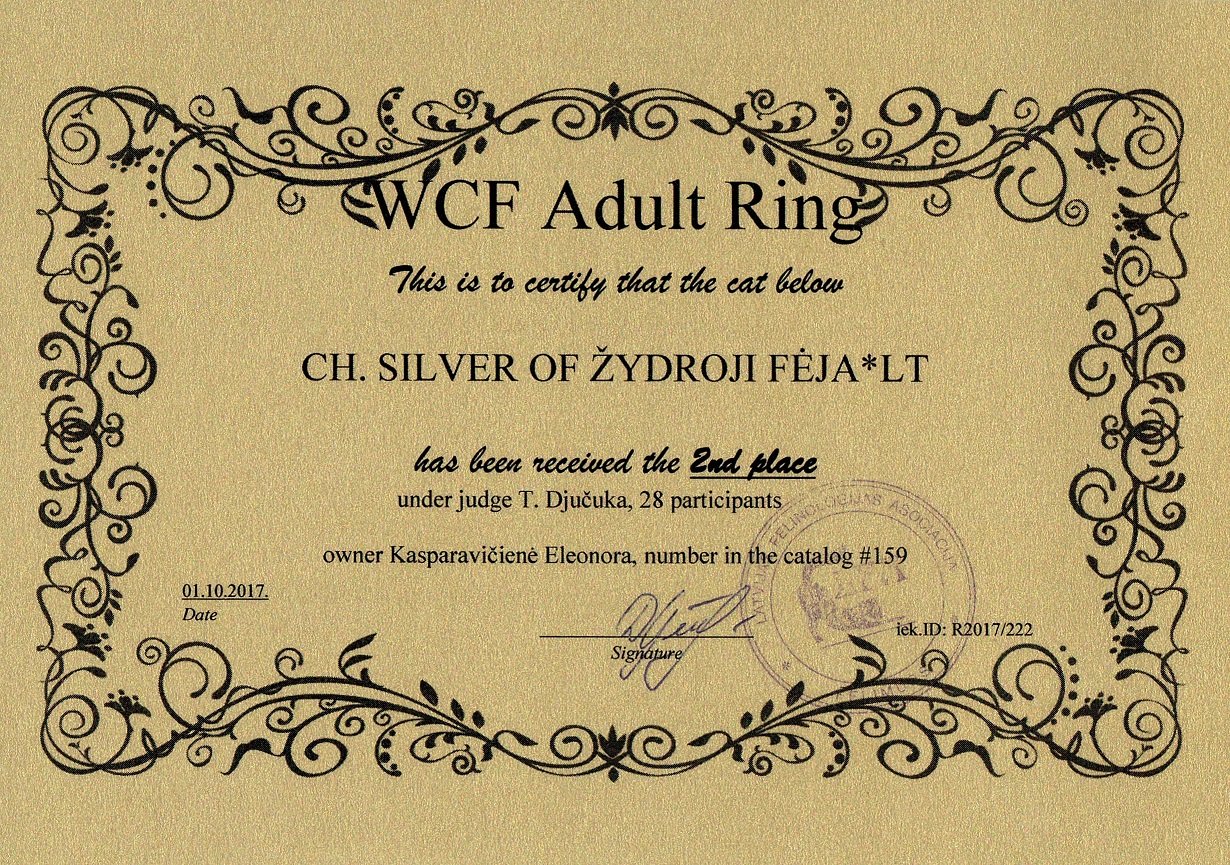 WCF Adult Ring
This is to certify that the cat below
CH. SILVER OF ŽYDROJI FĖJA*LT
has been received the 2nd place
under judge T. Djučuka, 28 participants
owner Kasparavičienė Eleonora, number in the catalog #159
01.10.2017.
Date
Signature
iek.ID: R2017/222
FELINOLOĢIJAS ASOCIĀCIJA